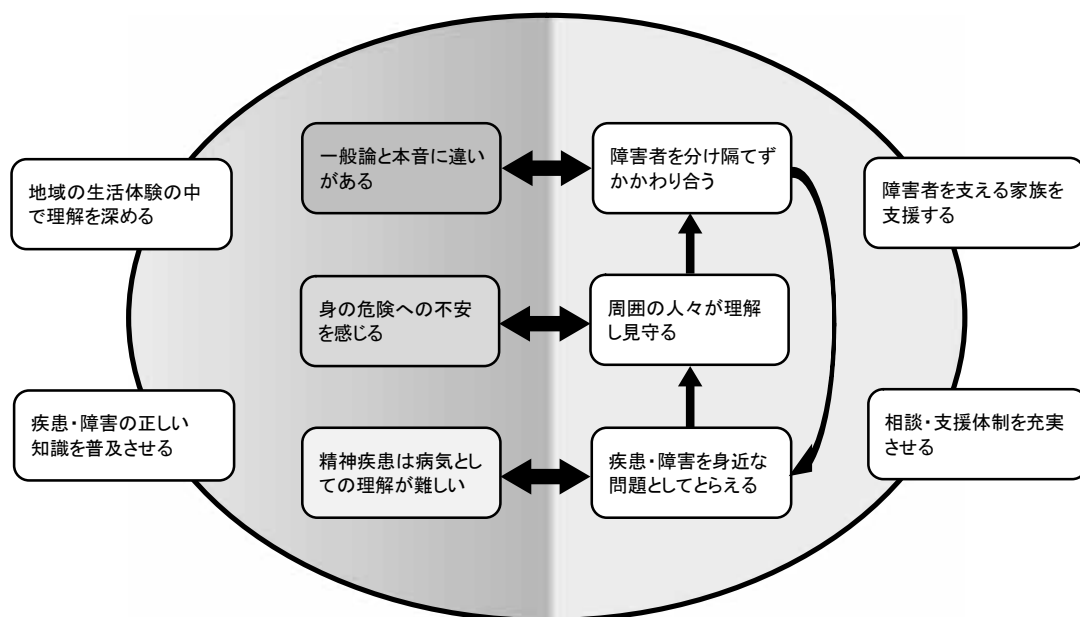 一般論と本音に違い
がある
障害者を分け隔てず
かかわり合う
地域の生活体験の中
で理解を深める
障害者を支える家族を
支援する
身の危険への不安
を感じる
周囲の人々が理解
し見守る
疾患・障害の正しい
知識を普及させる
相談・支援体制を充実
させる
精神疾患は病気とし
ての理解が難しい
疾患・障害を身近な
問題としてとらえる